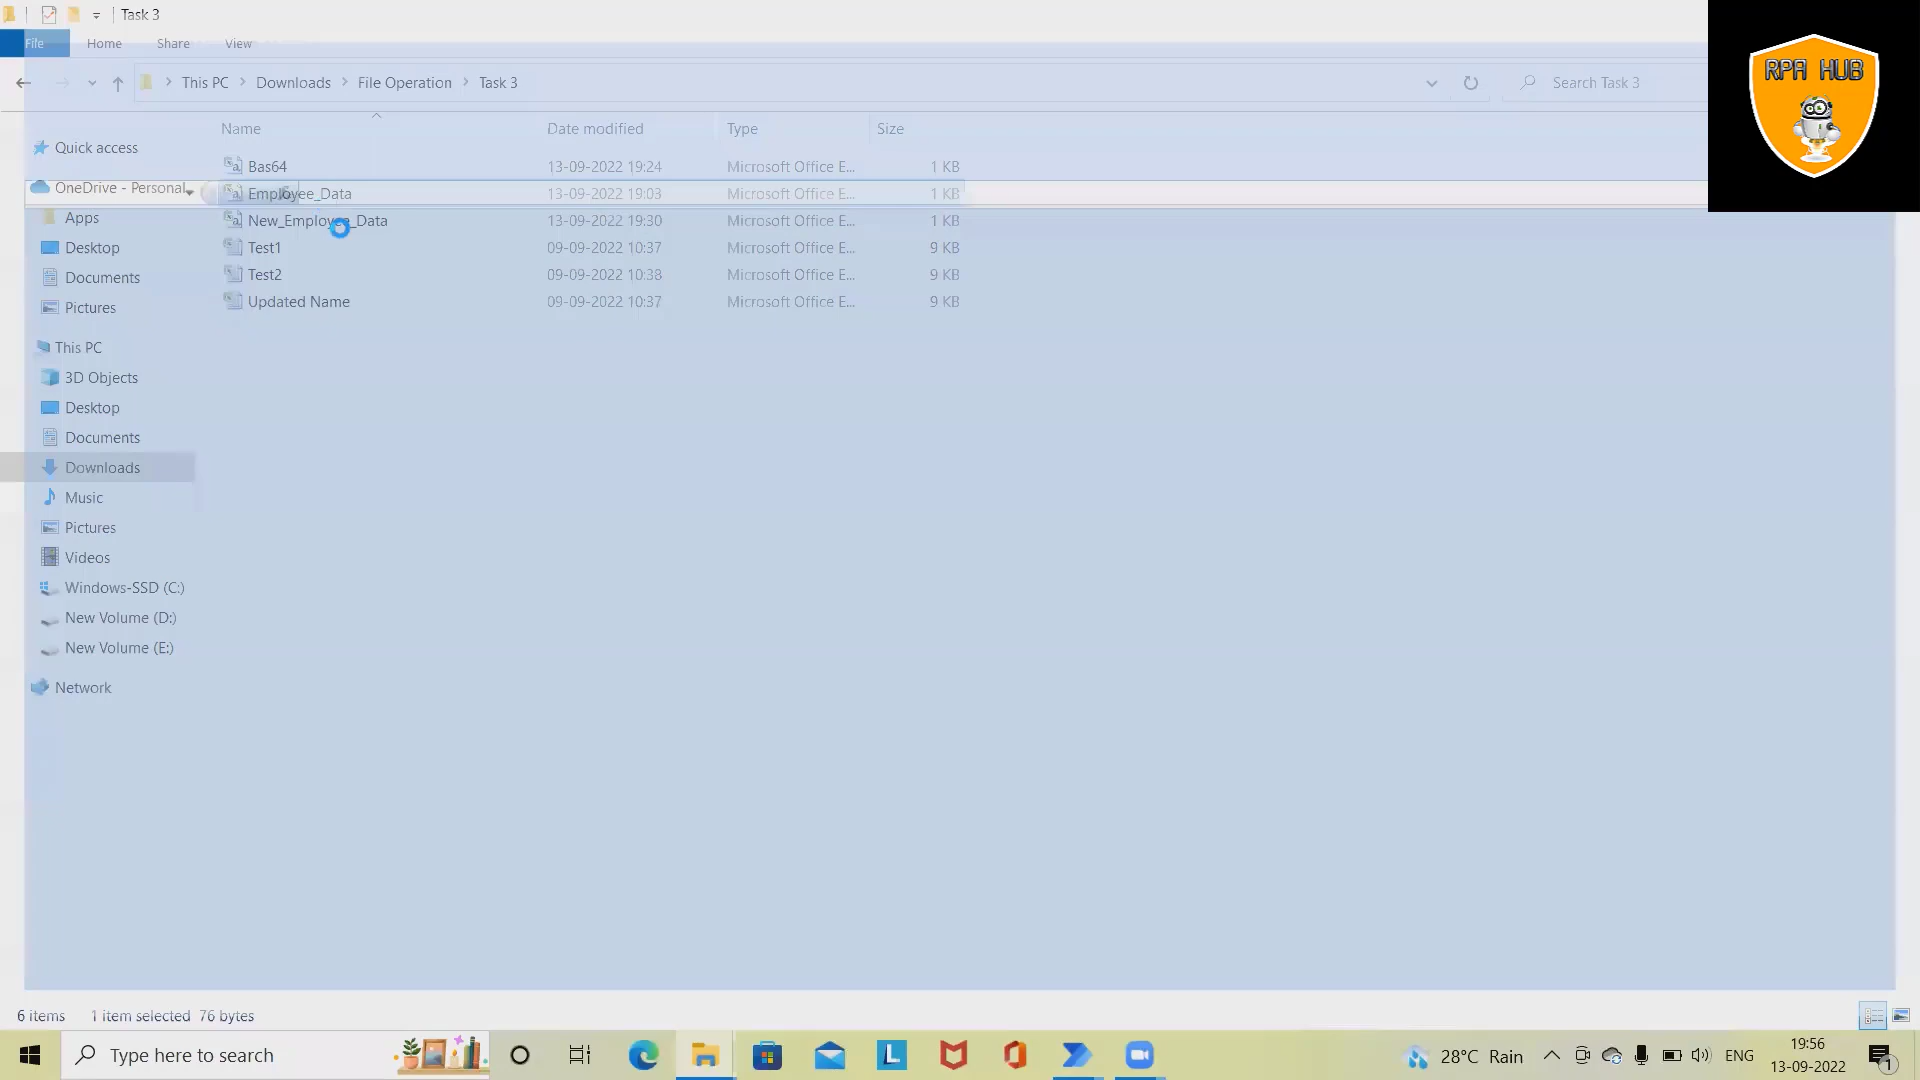 Task 3
File Home Share View
This PC Downloads File Operation Task 3
Search Task 3
RPA HUB
Name Date modified Type Size
Quick access
OneDrive - Personal
Apps
Desktop
Documents
Pictures
This PC
3D Objects
Desktop
Documents
Downloads
Music
Pictures
Videos
Windows-SSD (C:)
New Volume (D:)
New Volume (E:)
Network
Bas64 13-09-2022 19:24 Microsoft Office E... 1 KB
Employee_Data 13-09-2022 19:03 Microsoft Office E... 1 KB
New_Employee_Data 13-09-2022 19:30 Microsoft Office E... 1 KB
Test1 09-09-2022 10:37 Microsoft Office E... 9 KB
Test2 09-09-2022 10:38 Microsoft Office E... 9 KB
Updated Name 09-09-2022 10:37 Microsoft Office E... 9 KB
6 items 1 item selected 76 bytes
Type here to search
L
28°C Rain
ENG
19:56
13-09-2022
1